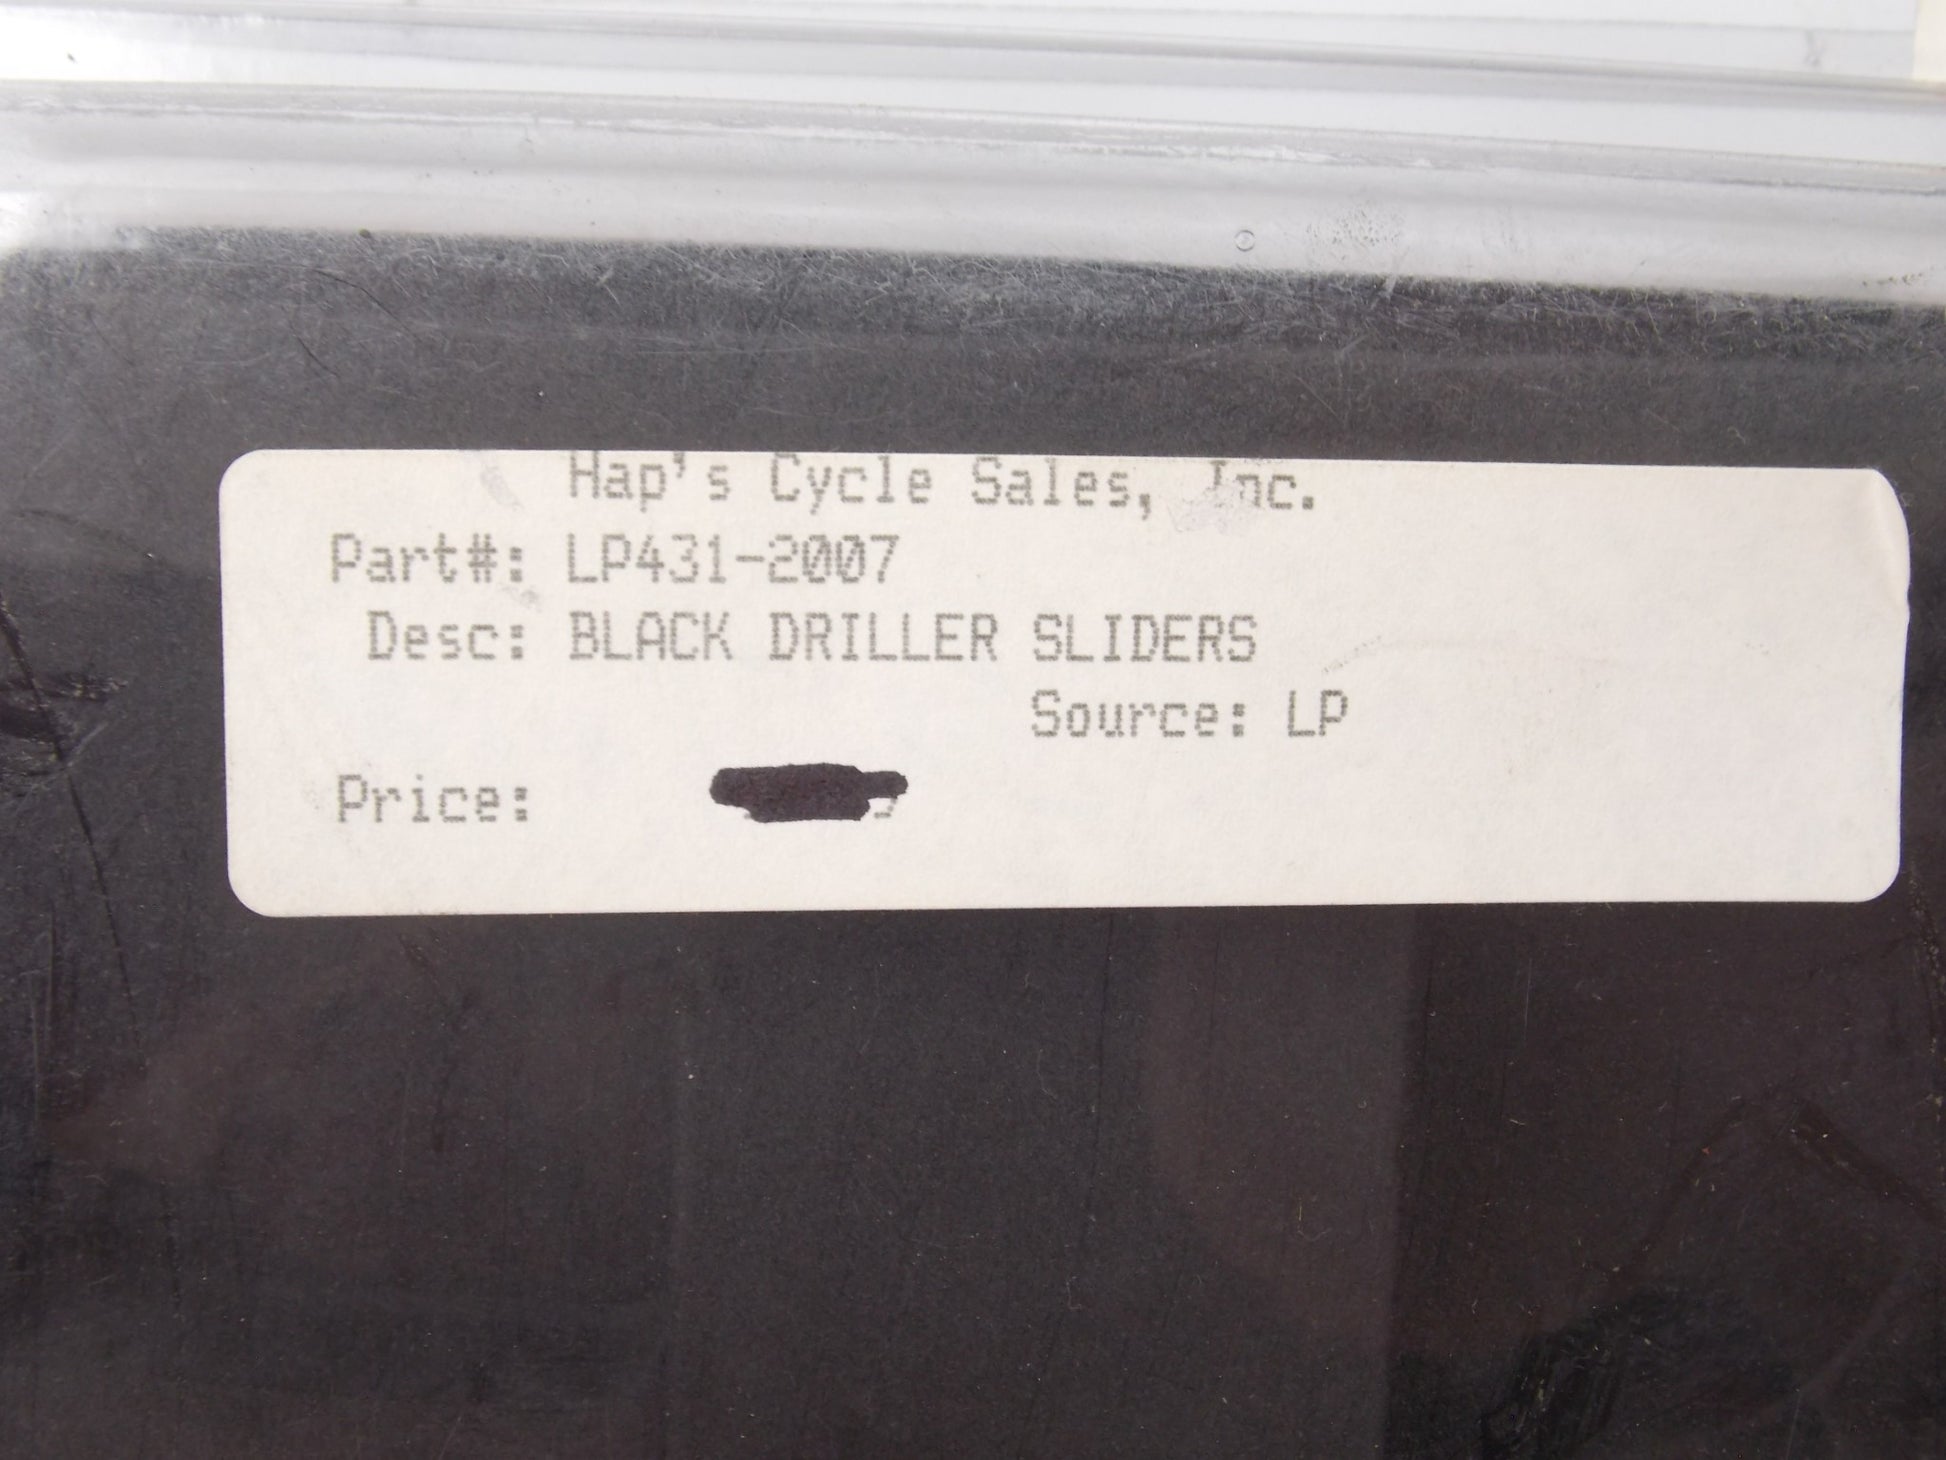 Hap's Cycle Sales, Inc.
Part#: LP431-2007
Desc: BLACK DRILLER SLIDERS
Source: LP
Price: